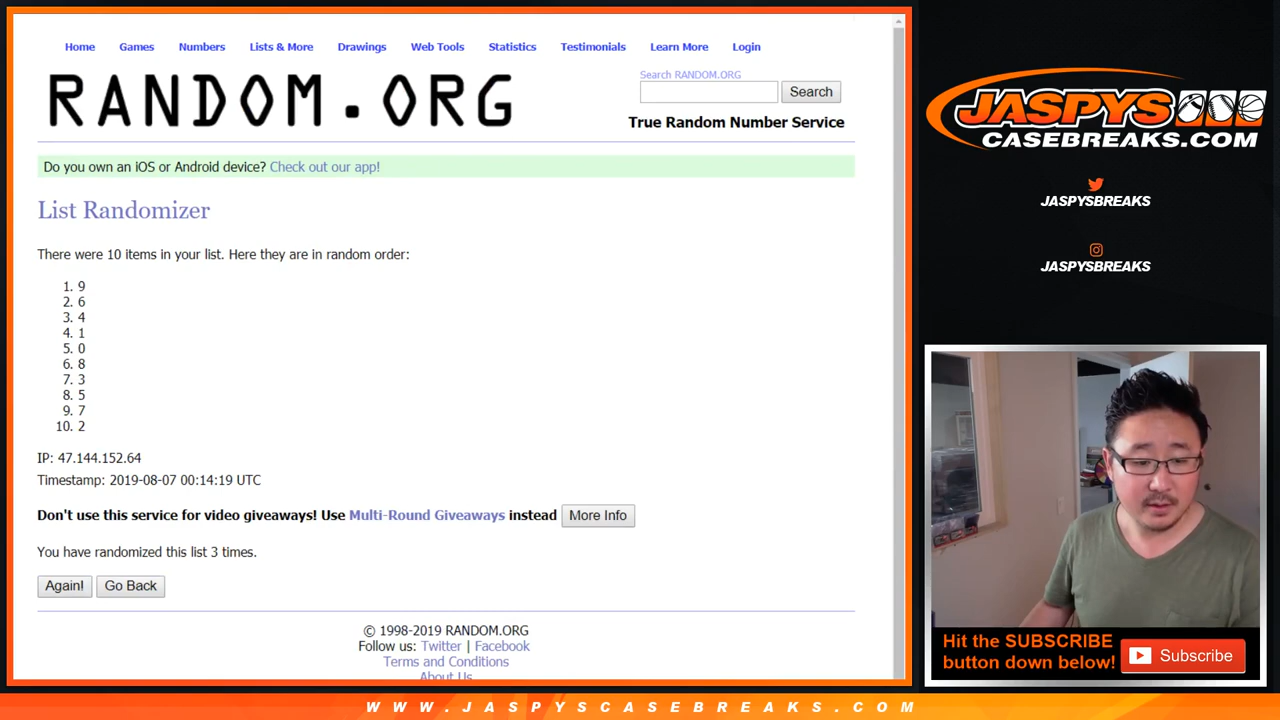 Home Games Numbers Lists & More Drawings Web Tools Statistics Testimonials Learn More Login
RANDOM.ORG
Search RANDOM.ORG
Search
True Random Number Service
Do you own an iOS or Android device? Check out our app!
List Randomizer
There were 10 items in your list. Here they are in random order:
1. 9
2. 6
3. 4
4. 1
5. 0
6. 8
7. 3
8. 5
9. 7
10. 2
IP: 47.144.152.64
Timestamp: 2019-08-07 00:14:19 UTC
Don't use this service for video giveaways! Use Multi-Round Giveaways instead More Info
You have randomized this list 3 times.
Again! Go Back
© 1998-2019 RANDOM.ORG
Follow us: Twitter | Facebook
Terms and Conditions
About Us
JASPYS
CASEBREAKS.COM
JASPYSBREAKS
JASPYSBREAKS
Hit the SUBSCRIBE
button down below!
Subscribe
WWW.JASPYSCASEBREAKS.COM